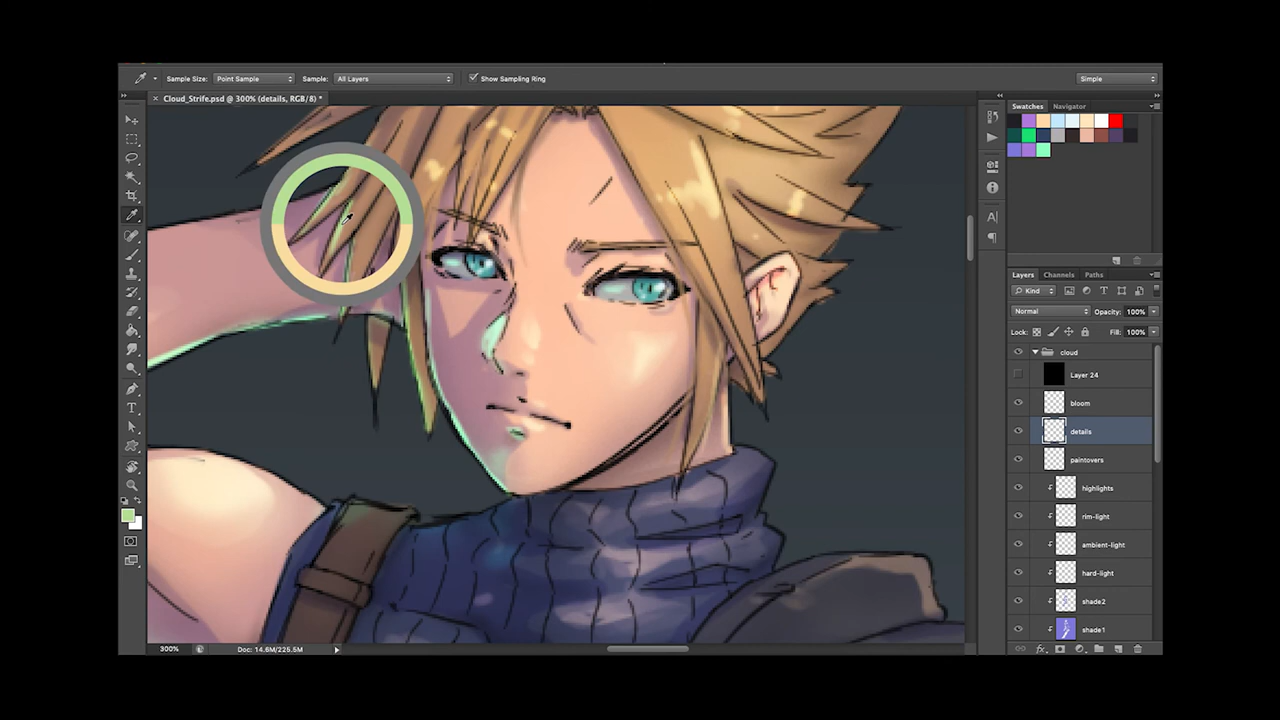 Sample Size: Point Sample Sample: All Layers Show Sampling Ring Simple
× Cloud_Strife.psd @ 300% (details, RGB/8) *
Swatches Navigator
Layers Channels Paths
Kind
Normal Opacity: 100%
Lock: Fill: 100%
cloud
Layer 24
bloom
details
paintovers
highlights
rim-light
ambient-light
hard-light
shade2
shade1
300% Doc: 14.6M/225.5M